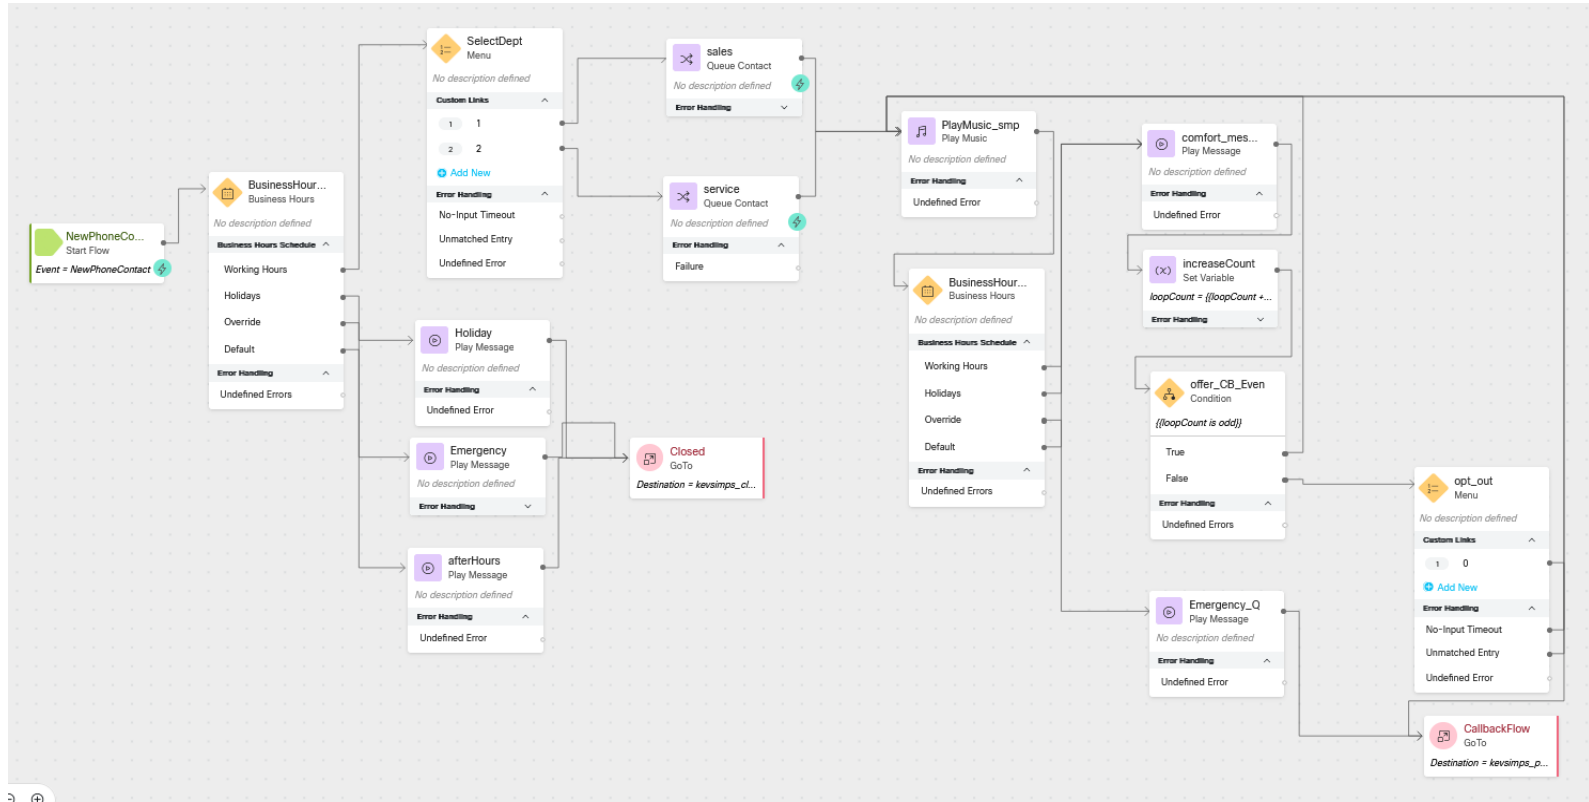 NewPhoneCo...
Start Flow
Event = NewPhoneContact
BusinessHour...
Business Hours
No description defined
Business Hours Schedule
Working Hours
Holidays
Override
Default
Error Handling
Undefined Errors
SelectDept
Menu
No description defined
Custom Links
1 1
2 2
Add New
Error Handling
No-Input Timeout
Unmatched Entry
Undefined Error
Holiday
Play Message
No description defined
Error Handling
Undefined Error
Emergency
Play Message
No description defined
Error Handling
afterHours
Play Message
No description defined
Error Handling
Undefined Error
sales
Queue Contact
No description defined
Error Handling
service
Queue Contact
No description defined
Error Handling
Failure
Closed
GoTo
Destination = kevsimps_cl...
PlayMusic_smp
Play Music
No description defined
Error Handling
Undefined Error
BusinessHour...
Business Hours
No description defined
Business Hours Schedule
Working Hours
Holidays
Override
Default
Error Handling
Undefined Errors
comfort_mes...
Play Message
No description defined
Error Handling
Undefined Error
increaseCount
Set Variable
loopCount = {{loopCount +...
Error Handling
offer_CB_Even
Condition
{{loopCount is odd}}
True
False
Error Handling
Undefined Errors
Emergency_Q
Play Message
No description defined
Error Handling
Undefined Error
opt_out
Menu
No description defined
Custom Links
1 0
Add New
Error Handling
No-Input Timeout
Unmatched Entry
Undefined Error
CallbackFlow
GoTo
Destination = kevsimps_p...